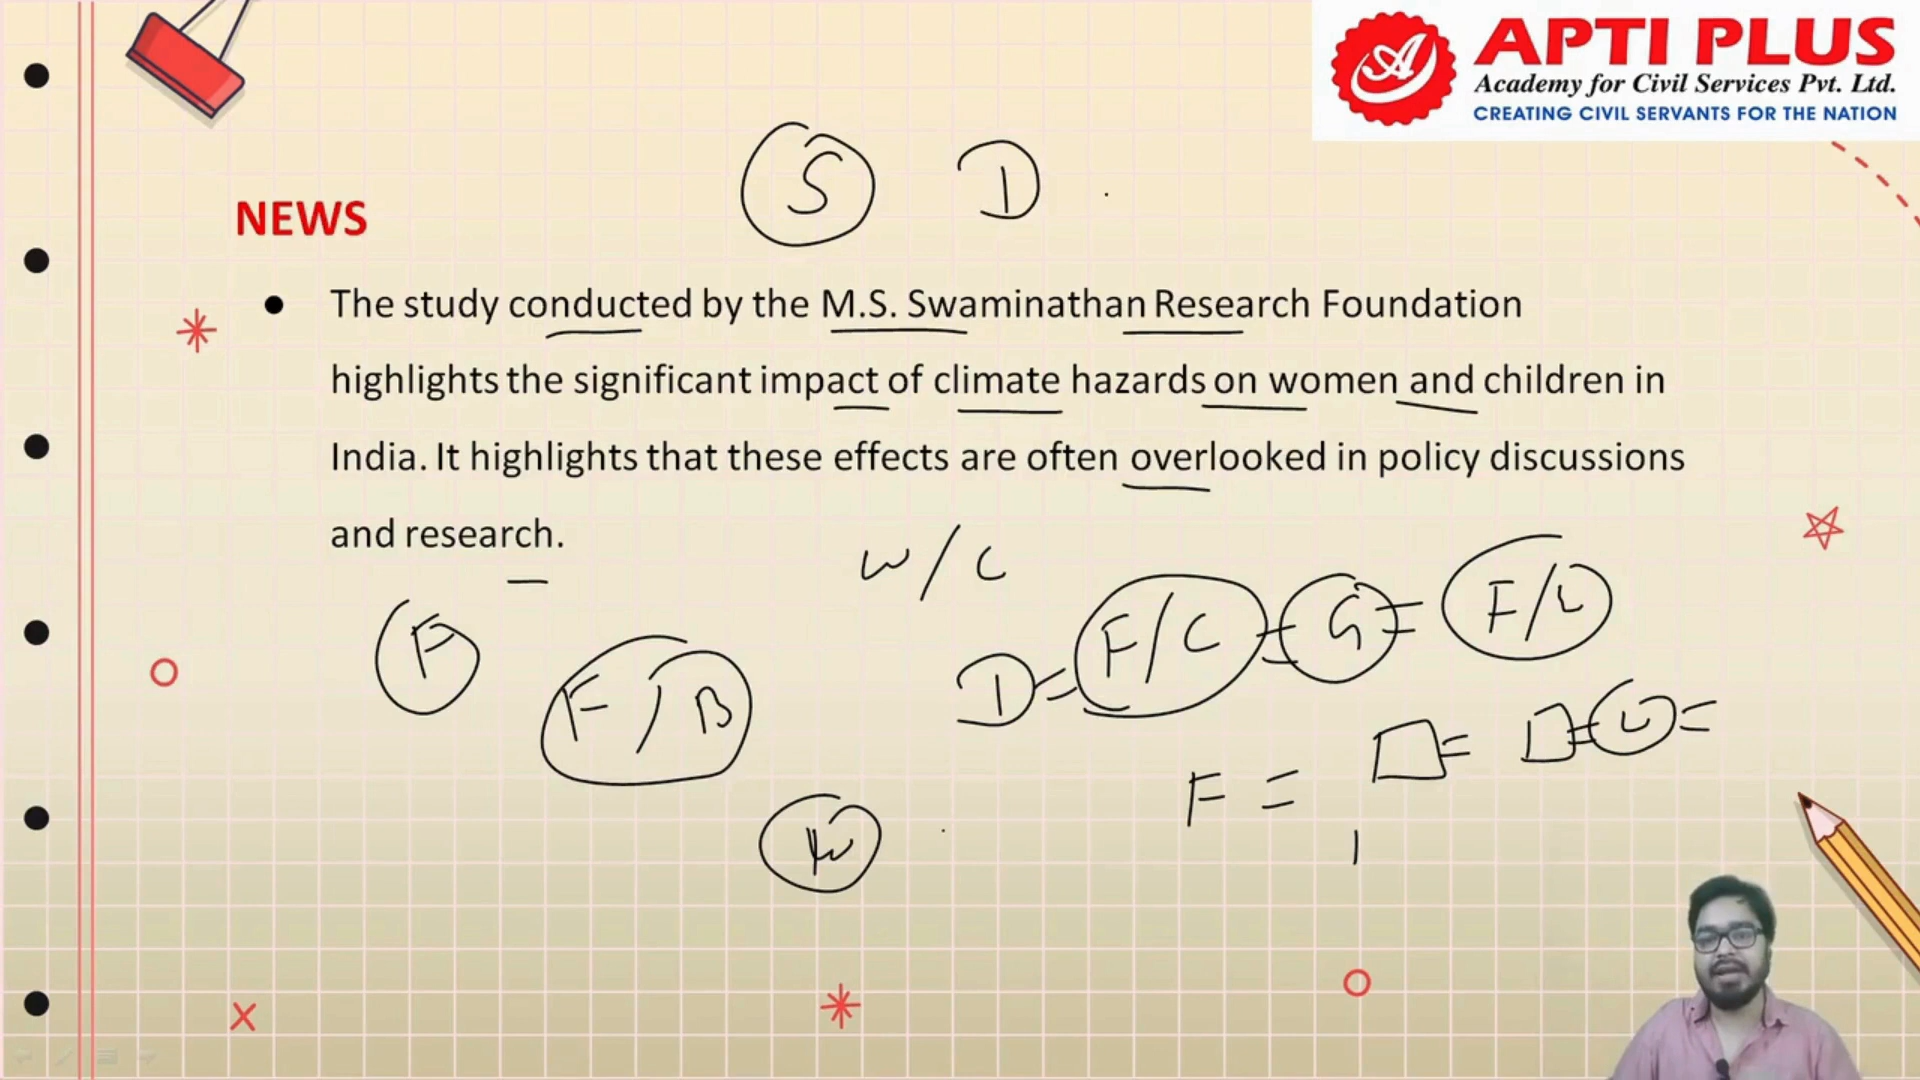 APTI PLUS
Academy for Civil Services Pvt. Ltd.
CREATING CIVIL SERVANTS FOR THE NATION
S D
NEWS
The study conducted by the M.S. Swaminathan Research Foundation
highlights the significant impact of climate hazards on women and children in
India. It highlights that these effects are often overlooked in policy discussions
and research.
W/C
F
F/B
D = F/C = G =
F =